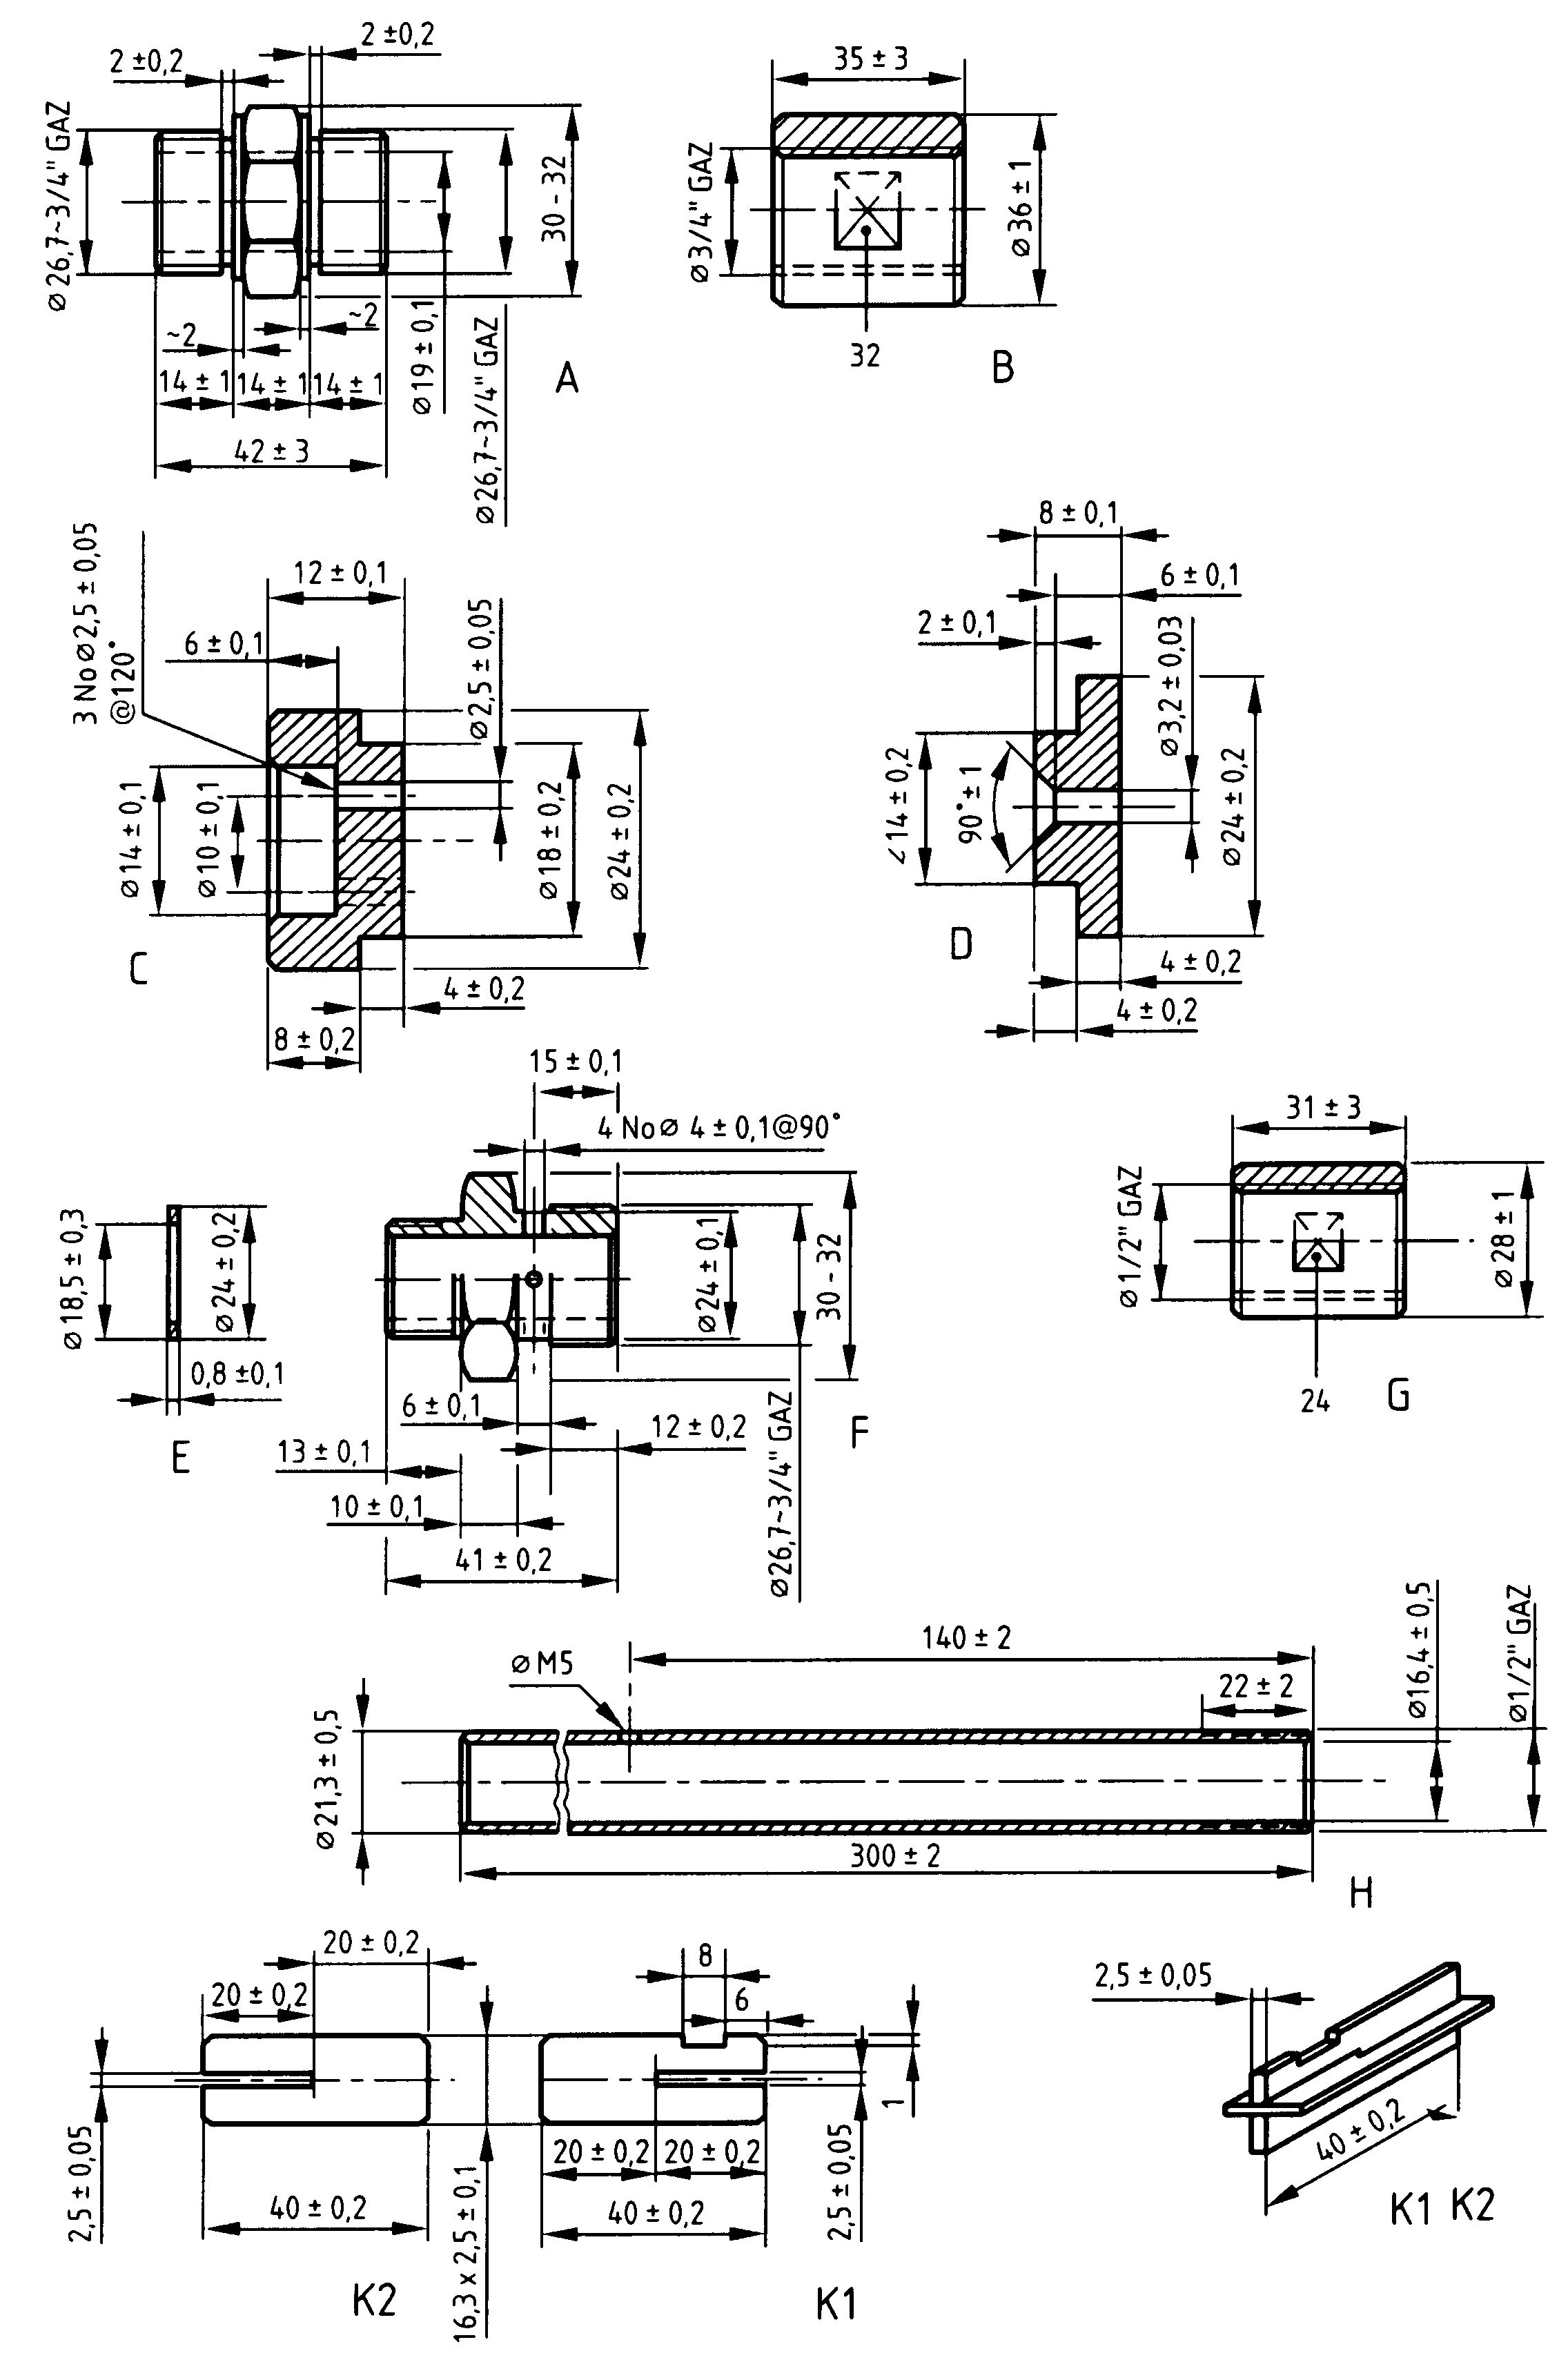 2 ±0,2
2 ±0,2
⌀26,7~3/4" GAZ
30 - 32
~2
~2
⌀19 ± 0,1
⌀26,7~3/4" GAZ
14 ± 1
14 ± 1
14 ± 1
42 ± 3
A
35 ± 3
⌀3/4" GAZ
⌀36 ± 1
32
B
3 No ⌀2,5 ± 0,05
@120°
12 ± 0,1
6 ± 0,1
⌀2,5 ± 0,05
⌀14 ± 0,1
⌀10 ± 0,1
⌀18 ± 0,2
⌀24 ± 0,2
4 ± 0,2
8 ± 0,2
C
8 ± 0,1
6 ± 0,1
2 ± 0,1
⌀3,2 ± 0,03
∠14 ± 0,2
90° ± 1
⌀24 ± 0,2
4 ± 0,2
4 ± 0,2
D
⌀18,5 ± 0,3
⌀24 ± 0,2
0,8 ±0,1
E
15 ± 0,1
4 No⌀ 4 ± 0,1@90°
⌀24 ± 0,1
30 - 32
6 ± 0,1
12 ± 0,2
13 ± 0,1
10 ± 0,1
41 ± 0,2
⌀26,7~3/4" GAZ
F
31 ± 3
⌀1/2" GAZ
⌀28 ± 1
24
G
140 ± 2
⌀ M5
22 ± 2
⌀16,4 ± 0,5
⌀1/2" GAZ
⌀21,3 ± 0,5
300 ± 2
H
20 ± 0,2
20 ± 0,2
2,5 ± 0,05
40 ± 0,2
16,3 x 2,5 ± 0,1
K2
8
6
1
20 ± 0,2
20 ± 0,2
40 ± 0,2
2,5 ± 0,05
K1
2,5 ± 0,05
40 ± 0,2
K1 K2